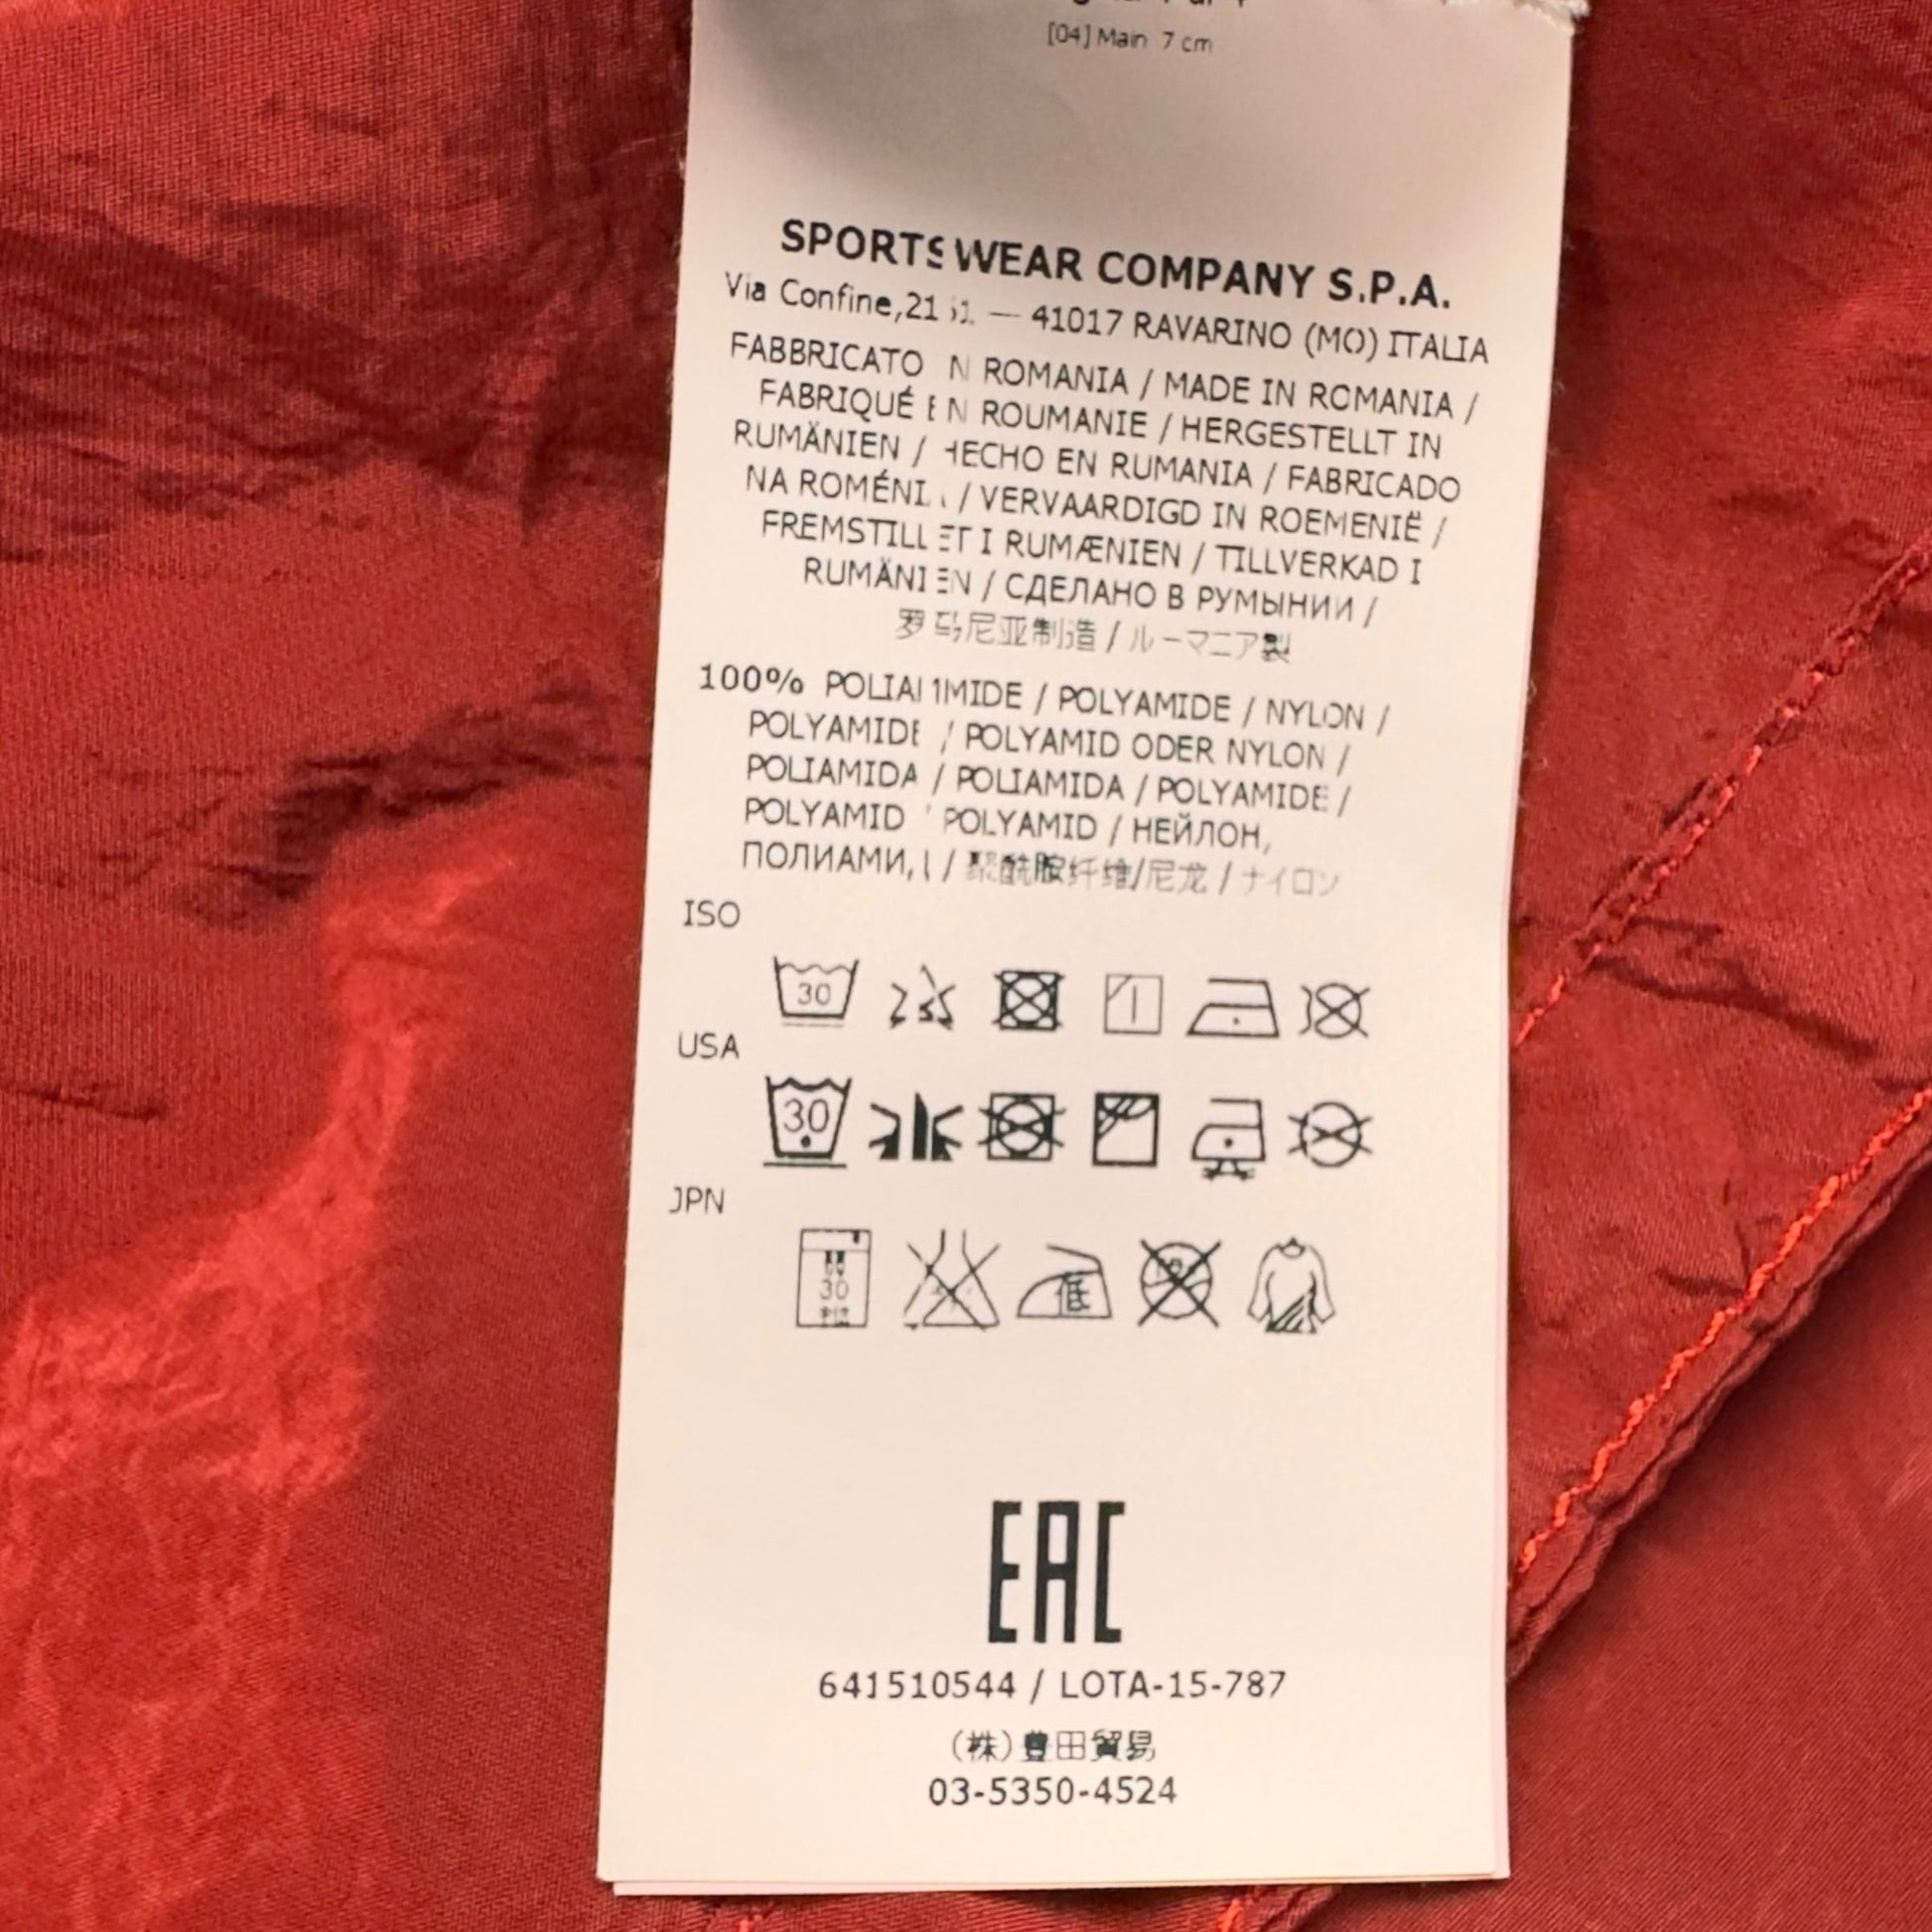 [04] Main 7 cm
SPORTSWEAR COMPANY S.P.A.
Via Confine, — 41017 RAVARINO (MO) ITALIA
FABBRICATO N ROMANIA / MADE IN ROMANIA /
FABRIQUÉ EN ROUMANIE / HERGESTELLT IN
RUMÄNIEN / HECHO EN RUMANIA / FABRICADO
NA ROMÉNIA / VERVAARDIGD IN ROEMENIË /
FREMSTILLET I RUMÆNIEN / TILLVERKAD I
RUMÄNIEN / СДЕЛАНО В РУМЫНИИ /
罗马尼亚制造 / ルーマニア製
100% / POLYAMIDE / NYLON /
POLYAMIDE / POLYAMID ODER NYLON /
POLIAMIDA / POLIAMIDA / POLYAMIDE /
POLYAMID / POLYAMID / НЕЙЛОН,
/ 聚酰胺纤维/尼龙 / ナイロン
ISO
30
USA
30
JPN
30
低
EAC
641510544 / LOTA-15-787
(株)豊田貿易
03-5350-4524